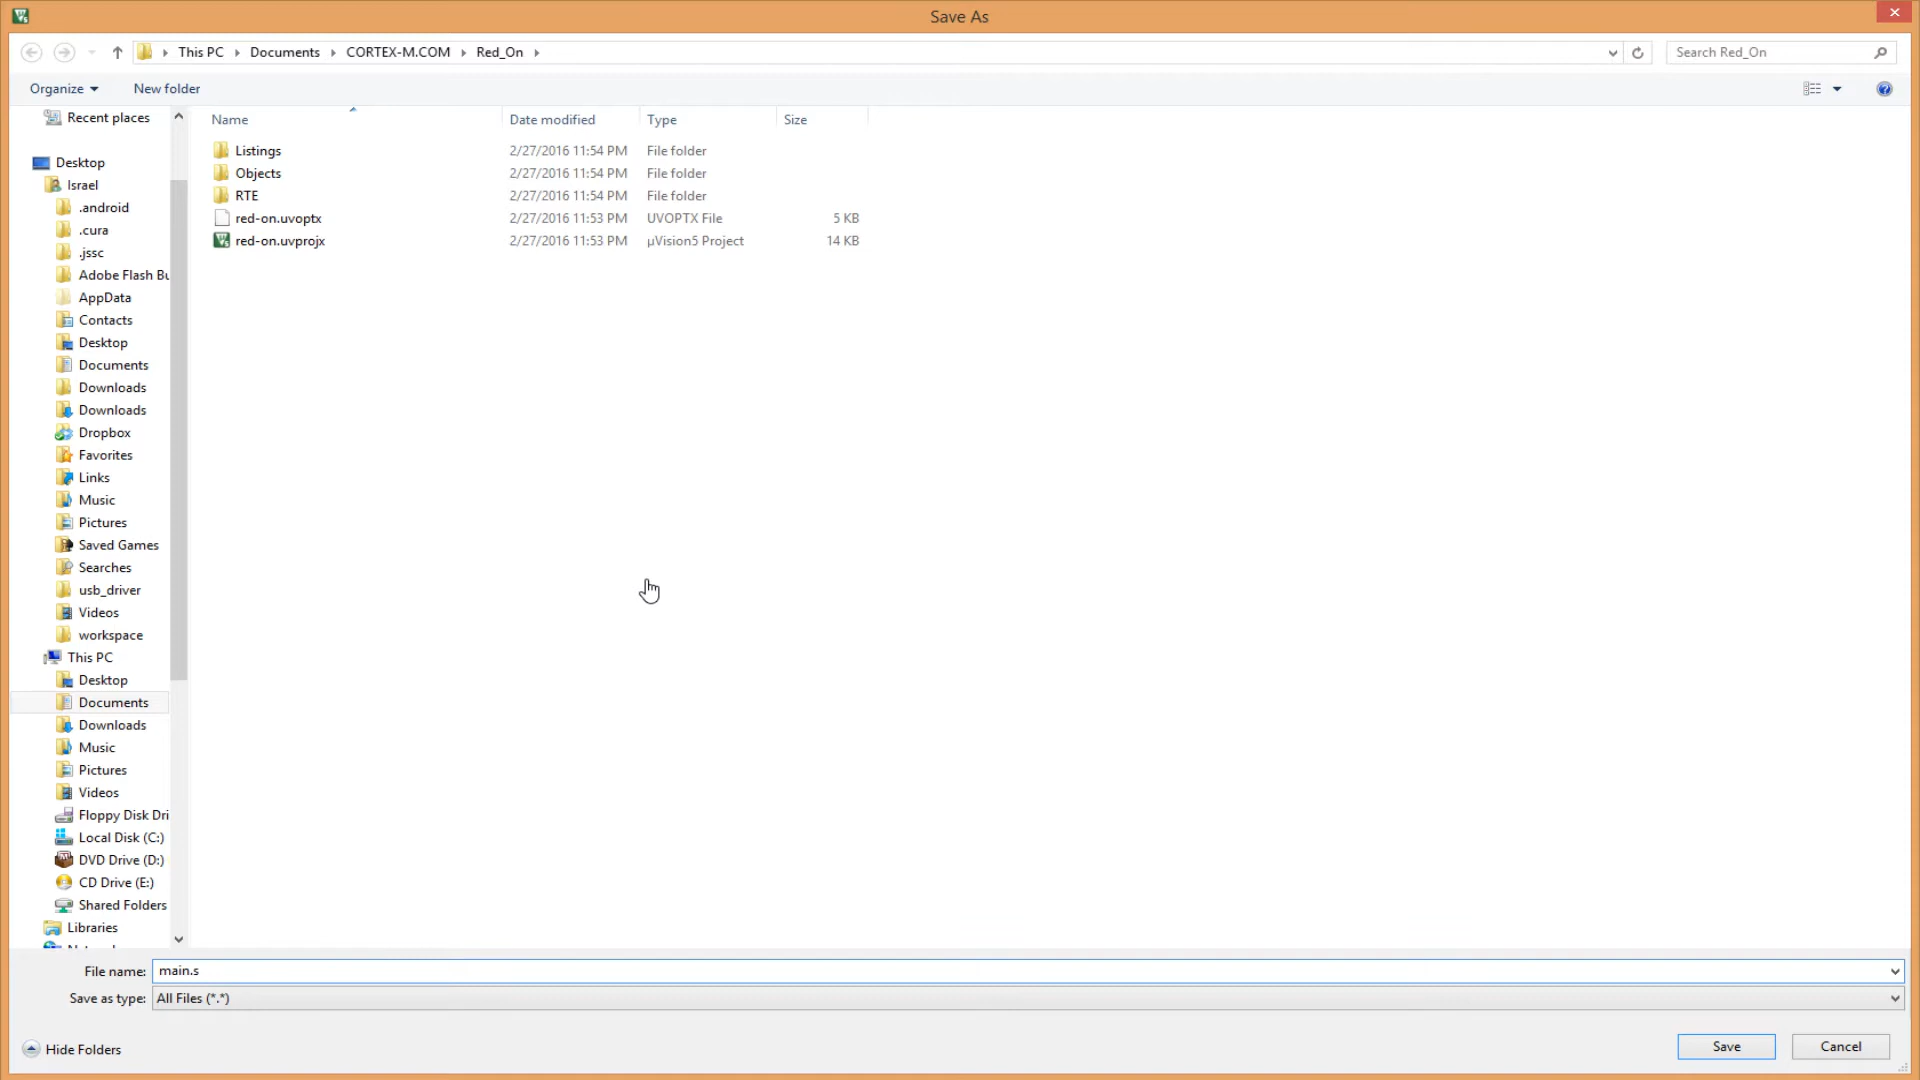 Save As
This PC Documents CORTEX-M.COM Red_On
Search Red_On
Organize New folder
Name Date modified Type Size
Listings 2/27/2016 11:54 PM File folder
Objects 2/27/2016 11:54 PM File folder
RTE 2/27/2016 11:54 PM File folder
red-on.uvoptx 2/27/2016 11:53 PM UVOPTX File 5 KB
red-on.uvprojx 2/27/2016 11:53 PM µVision5 Project 14 KB
Recent places
Desktop
Israel
.android
.cura
.jssc
Adobe Flash Bu
AppData
Contacts
Desktop
Documents
Downloads
Downloads
Dropbox
Favorites
Links
Music
Pictures
Saved Games
Searches
usb_driver
Videos
workspace
This PC
Desktop
Documents
Downloads
Music
Pictures
Videos
Floppy Disk Dri
Local Disk (C:)
DVD Drive (D:)
CD Drive (E:)
Shared Folders
Libraries
File name: main.s
Save as type: All Files (*.*)
Hide Folders
Save Cancel